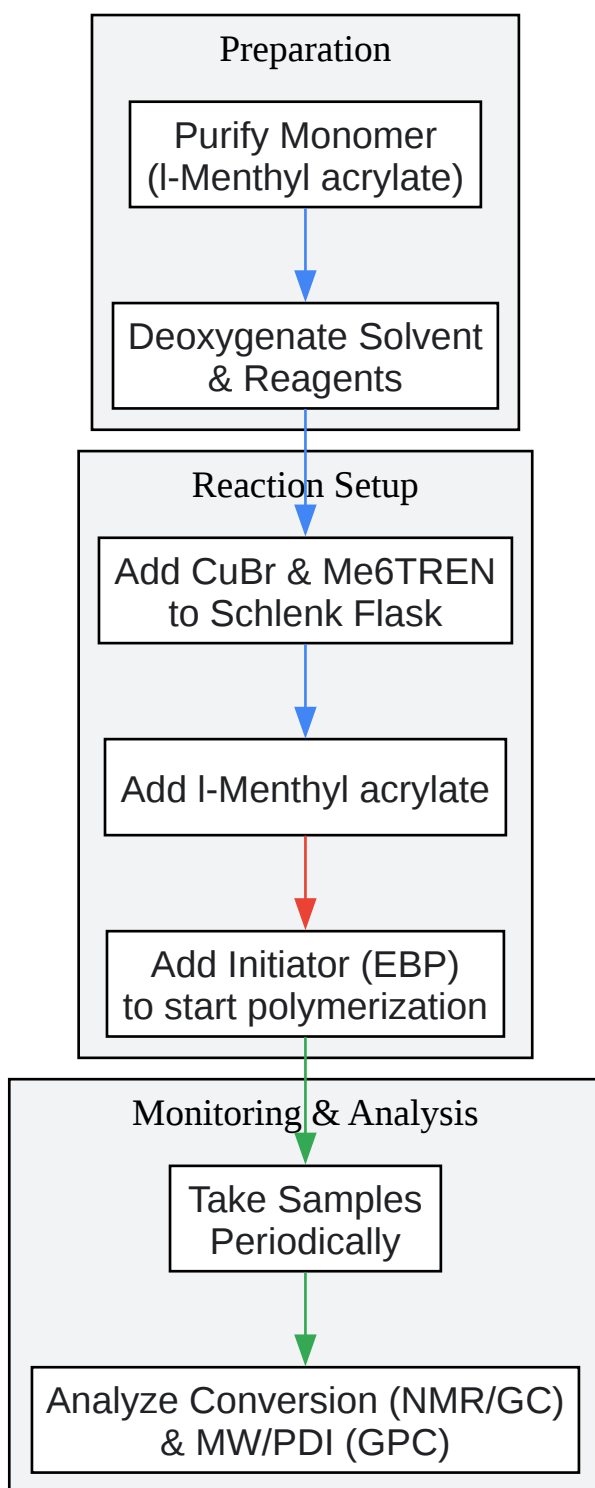 Preparation
Purify Monomer
(l-Menthyl acrylate)
Deoxygenate Solvent
& Reagents
Reaction Setup
Add CuBr & Me6TREN
to Schlenk Flask
Add l-Menthyl acrylate
Add Initiator (EBP)
to start polymerization
Monitoring & Analysis
Take Samples
Periodically
Analyze Conversion (NMR/GC)
& MW/PDI (GPC)